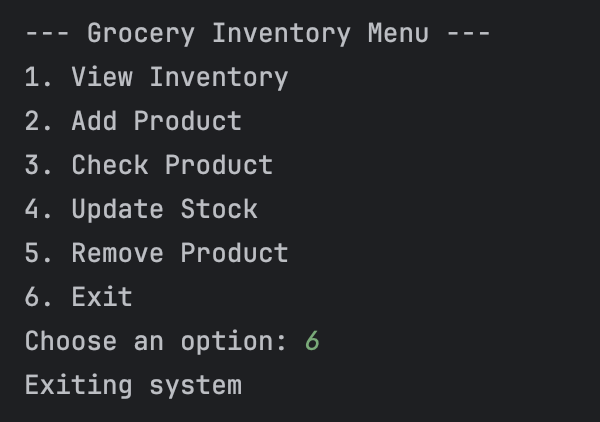 --- Grocery Inventory Menu ---
1. View Inventory
2. Add Product
3. Check Product
4. Update Stock
5. Remove Product
6. Exit
Choose an option: 6
Exiting system